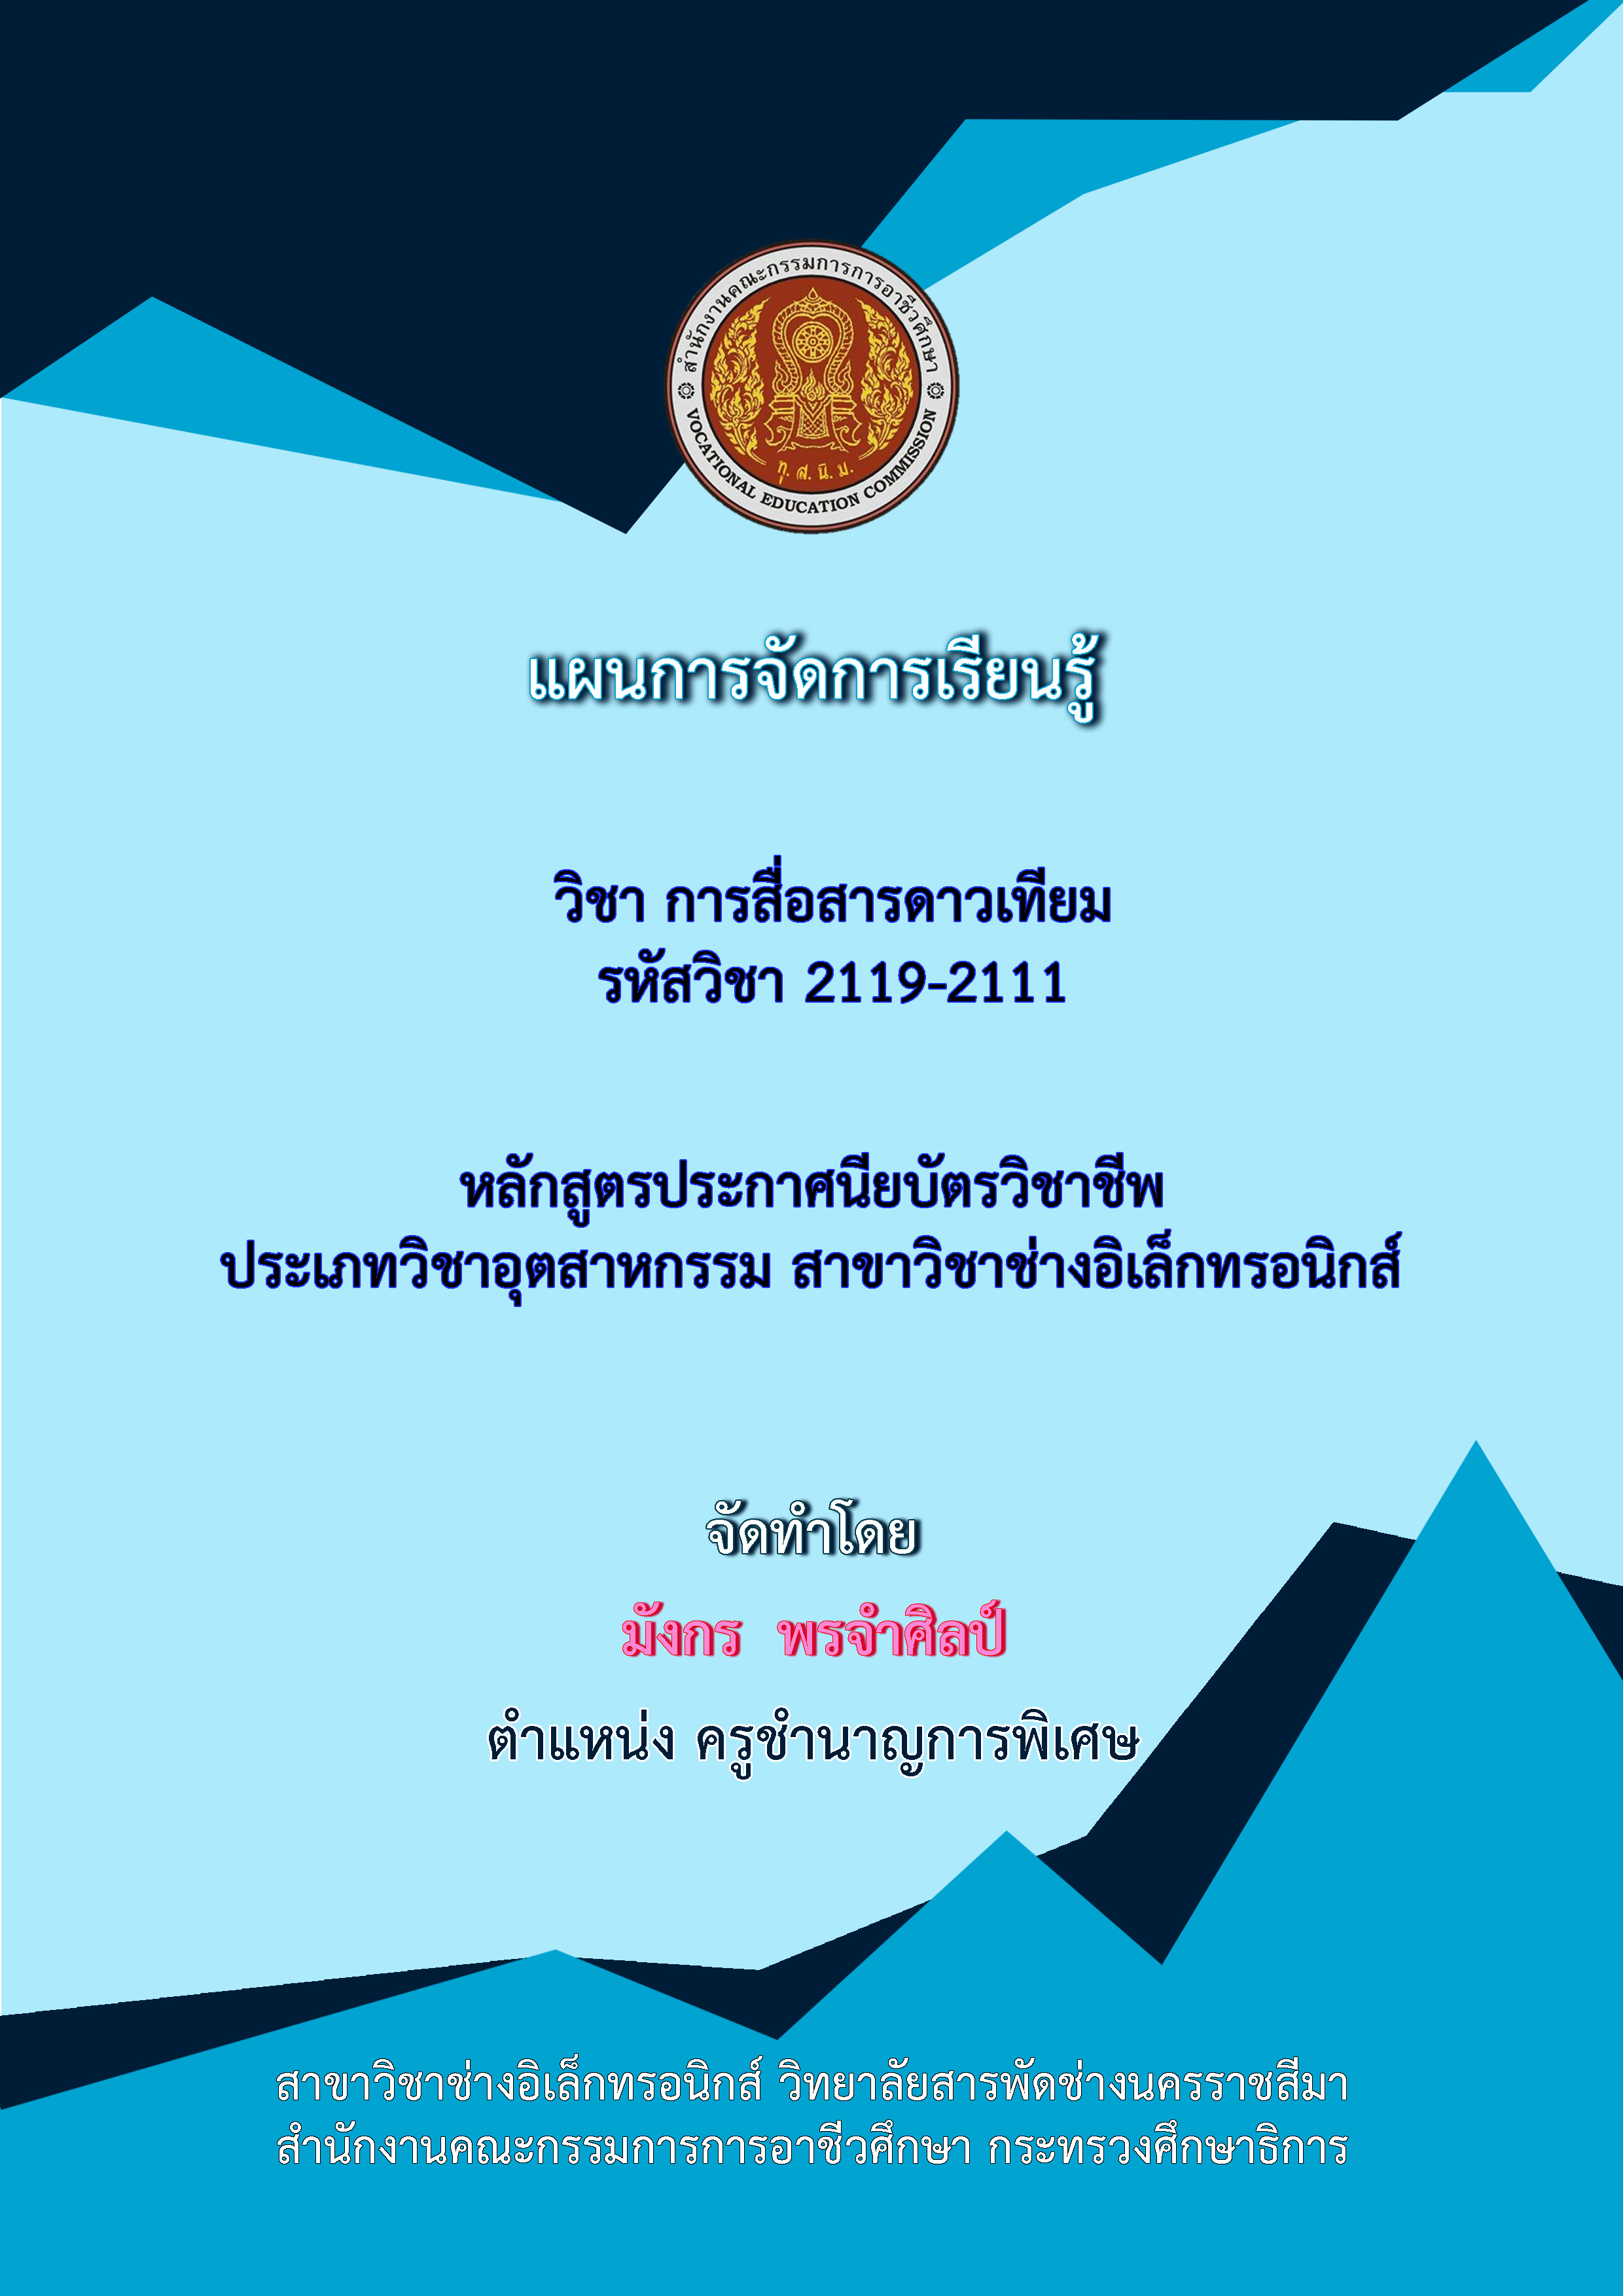 สำนักงานคณะกรรมการการอาชีวศึกษา
ทุ. ส. นิ. ม.
VOCATIONAL EDUCATION COMMISSION
แผนการจัดการเรียนรู้
วิชา การสื่อสารดาวเทียม
รหัสวิชา 2119-2111
หลักสูตรประกาศนียบัตรวิชาชีพ
ประเภทวิชาอุตสาหกรรม สาขาวิชาช่างอิเล็กทรอนิกส์
จัดทำโดย
มังกร พรจำศิลป์
ตำแหน่ง ครูชำนาญการพิเศษ
สาขาวิชาช่างอิเล็กทรอนิกส์ วิทยาลัยสารพัดช่างนครราชสีมา
สำนักงานคณะกรรมการการอาชีวศึกษา กระทรวงศึกษาธิการ